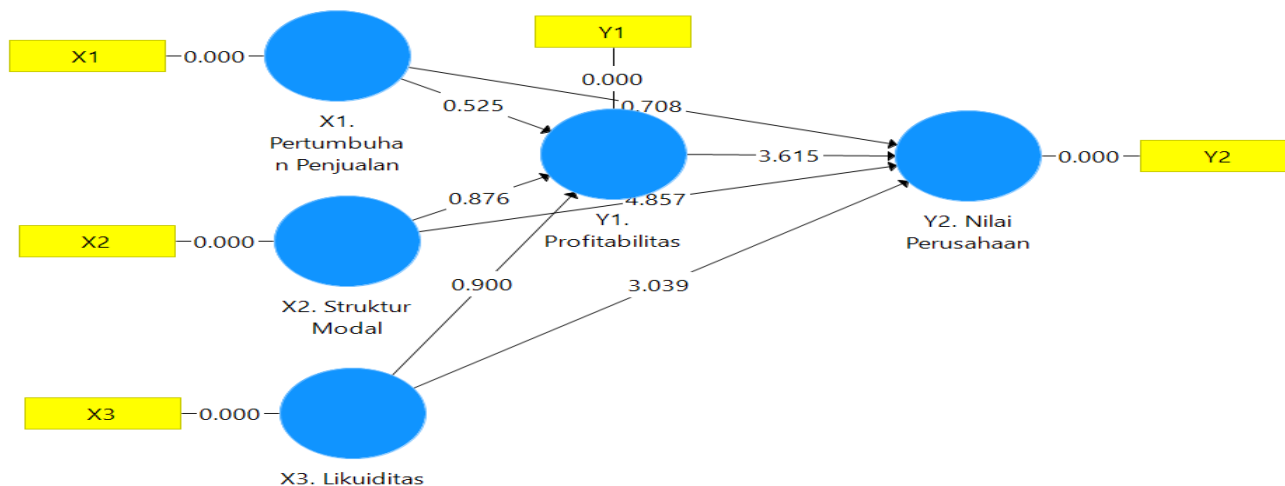 Y1
X1
0.000
0.000
0.708
0.525
X1.
Pertumbuha
n Penjualan
3.615
0.000
Y2
0.876
4.857
Y1.
Profitabilitas
Y2. Nilai
Perusahaan
X2
0.000
0.900
3.039
X2. Struktur
Modal
X3
0.000
X3. Likuiditas